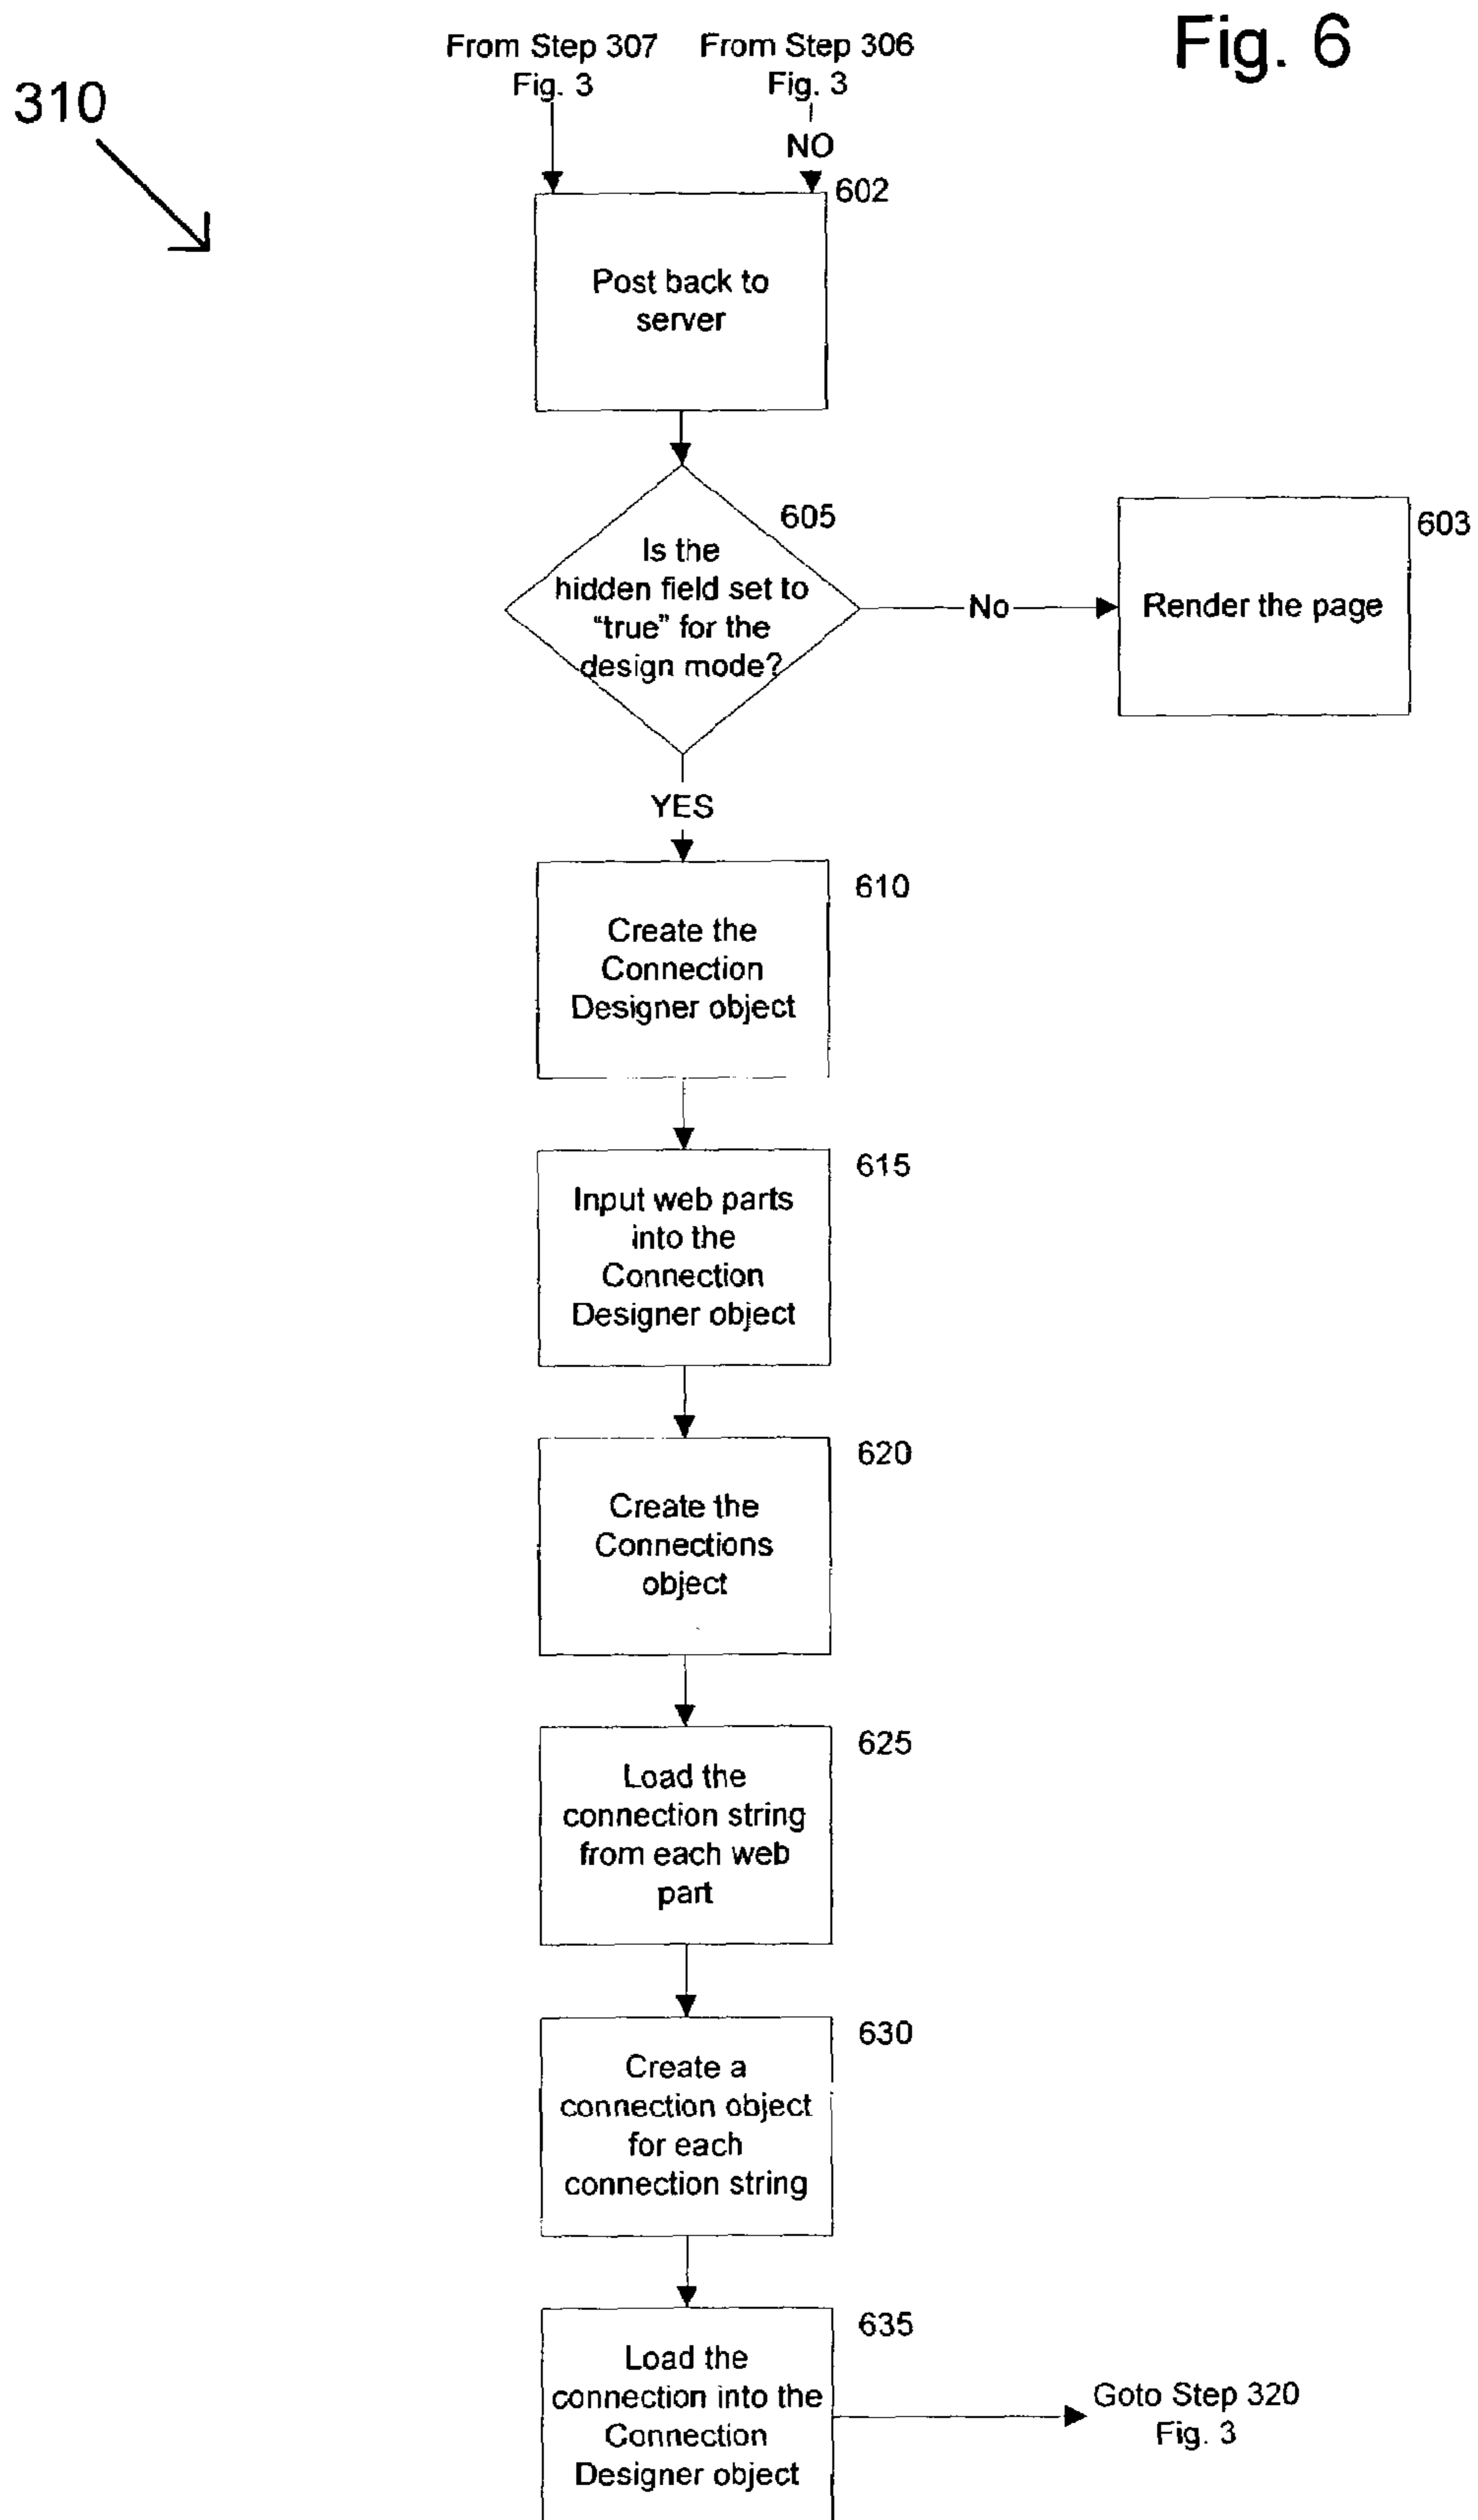 Fig. 6
310
From Step 307
Fig. 3
From Step 306
Fig. 3
NO
602
Post back to
server
605
Is the
hidden field set to
“true” for the
design mode?
No
603
Render the page
YES
610
Create the
Connection
Designer object
615
Input web parts
into the
Connection
Designer object
620
Create the
Connections
object
625
Load the
connection string
from each web
part
630
Create a
connection object
for each
connection string
635
Load the
connection into the
Connection
Designer object
Goto Step 320
Fig. 3